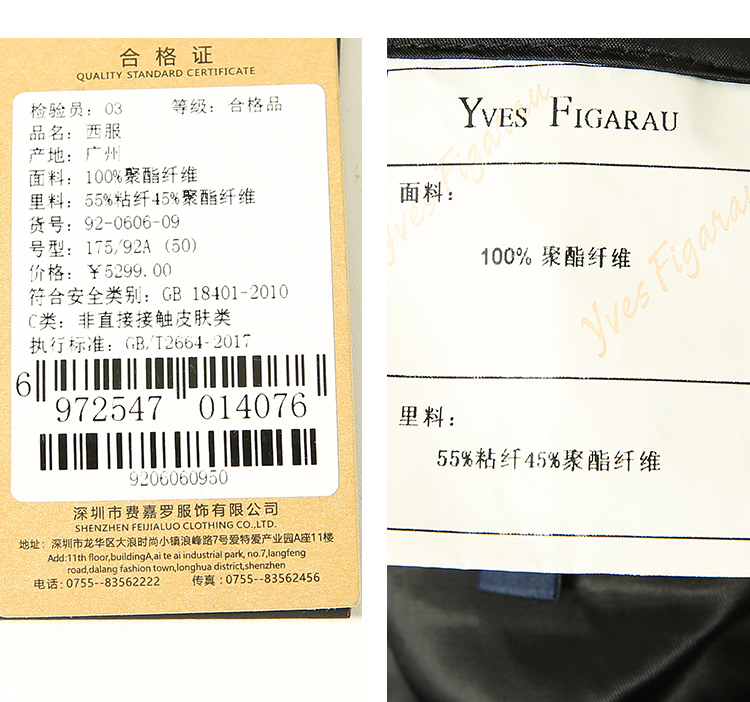 合格证
QUALITY STANDARD CERTIFICATE
检验员：03 等级：合格品
品名：西服
产地：广州
面料：100%聚酯纤维
里料：55%粘纤45%聚酯纤维
货号：92-0606-09
号型：175/92A (50)
价格：￥5299.00
符合安全类别：GB 18401-2010
C类：非直接接触皮肤类
执行标准：GB/T2664-2017
6 972547 014076
9206060950
深圳市费嘉罗服饰有限公司
SHENZHEN FEIJIALUO CLOTHING CO.,LTD
地址：深圳市龙华区大浪时尚小镇浪峰路7号爱特爱产业园A座11楼
Add:11th floor,buildingA,ai te ai industrial park, no.7,langfeng
road,dalang fashion town,longhua district,shenzhen
电话：0755--83562222 传真：0755--83562456
YVES FIGARAU
Yves Figarau
面料：
100% 聚酯纤维
Yves Figarau
里料：
55%粘纤45%聚酯纤维